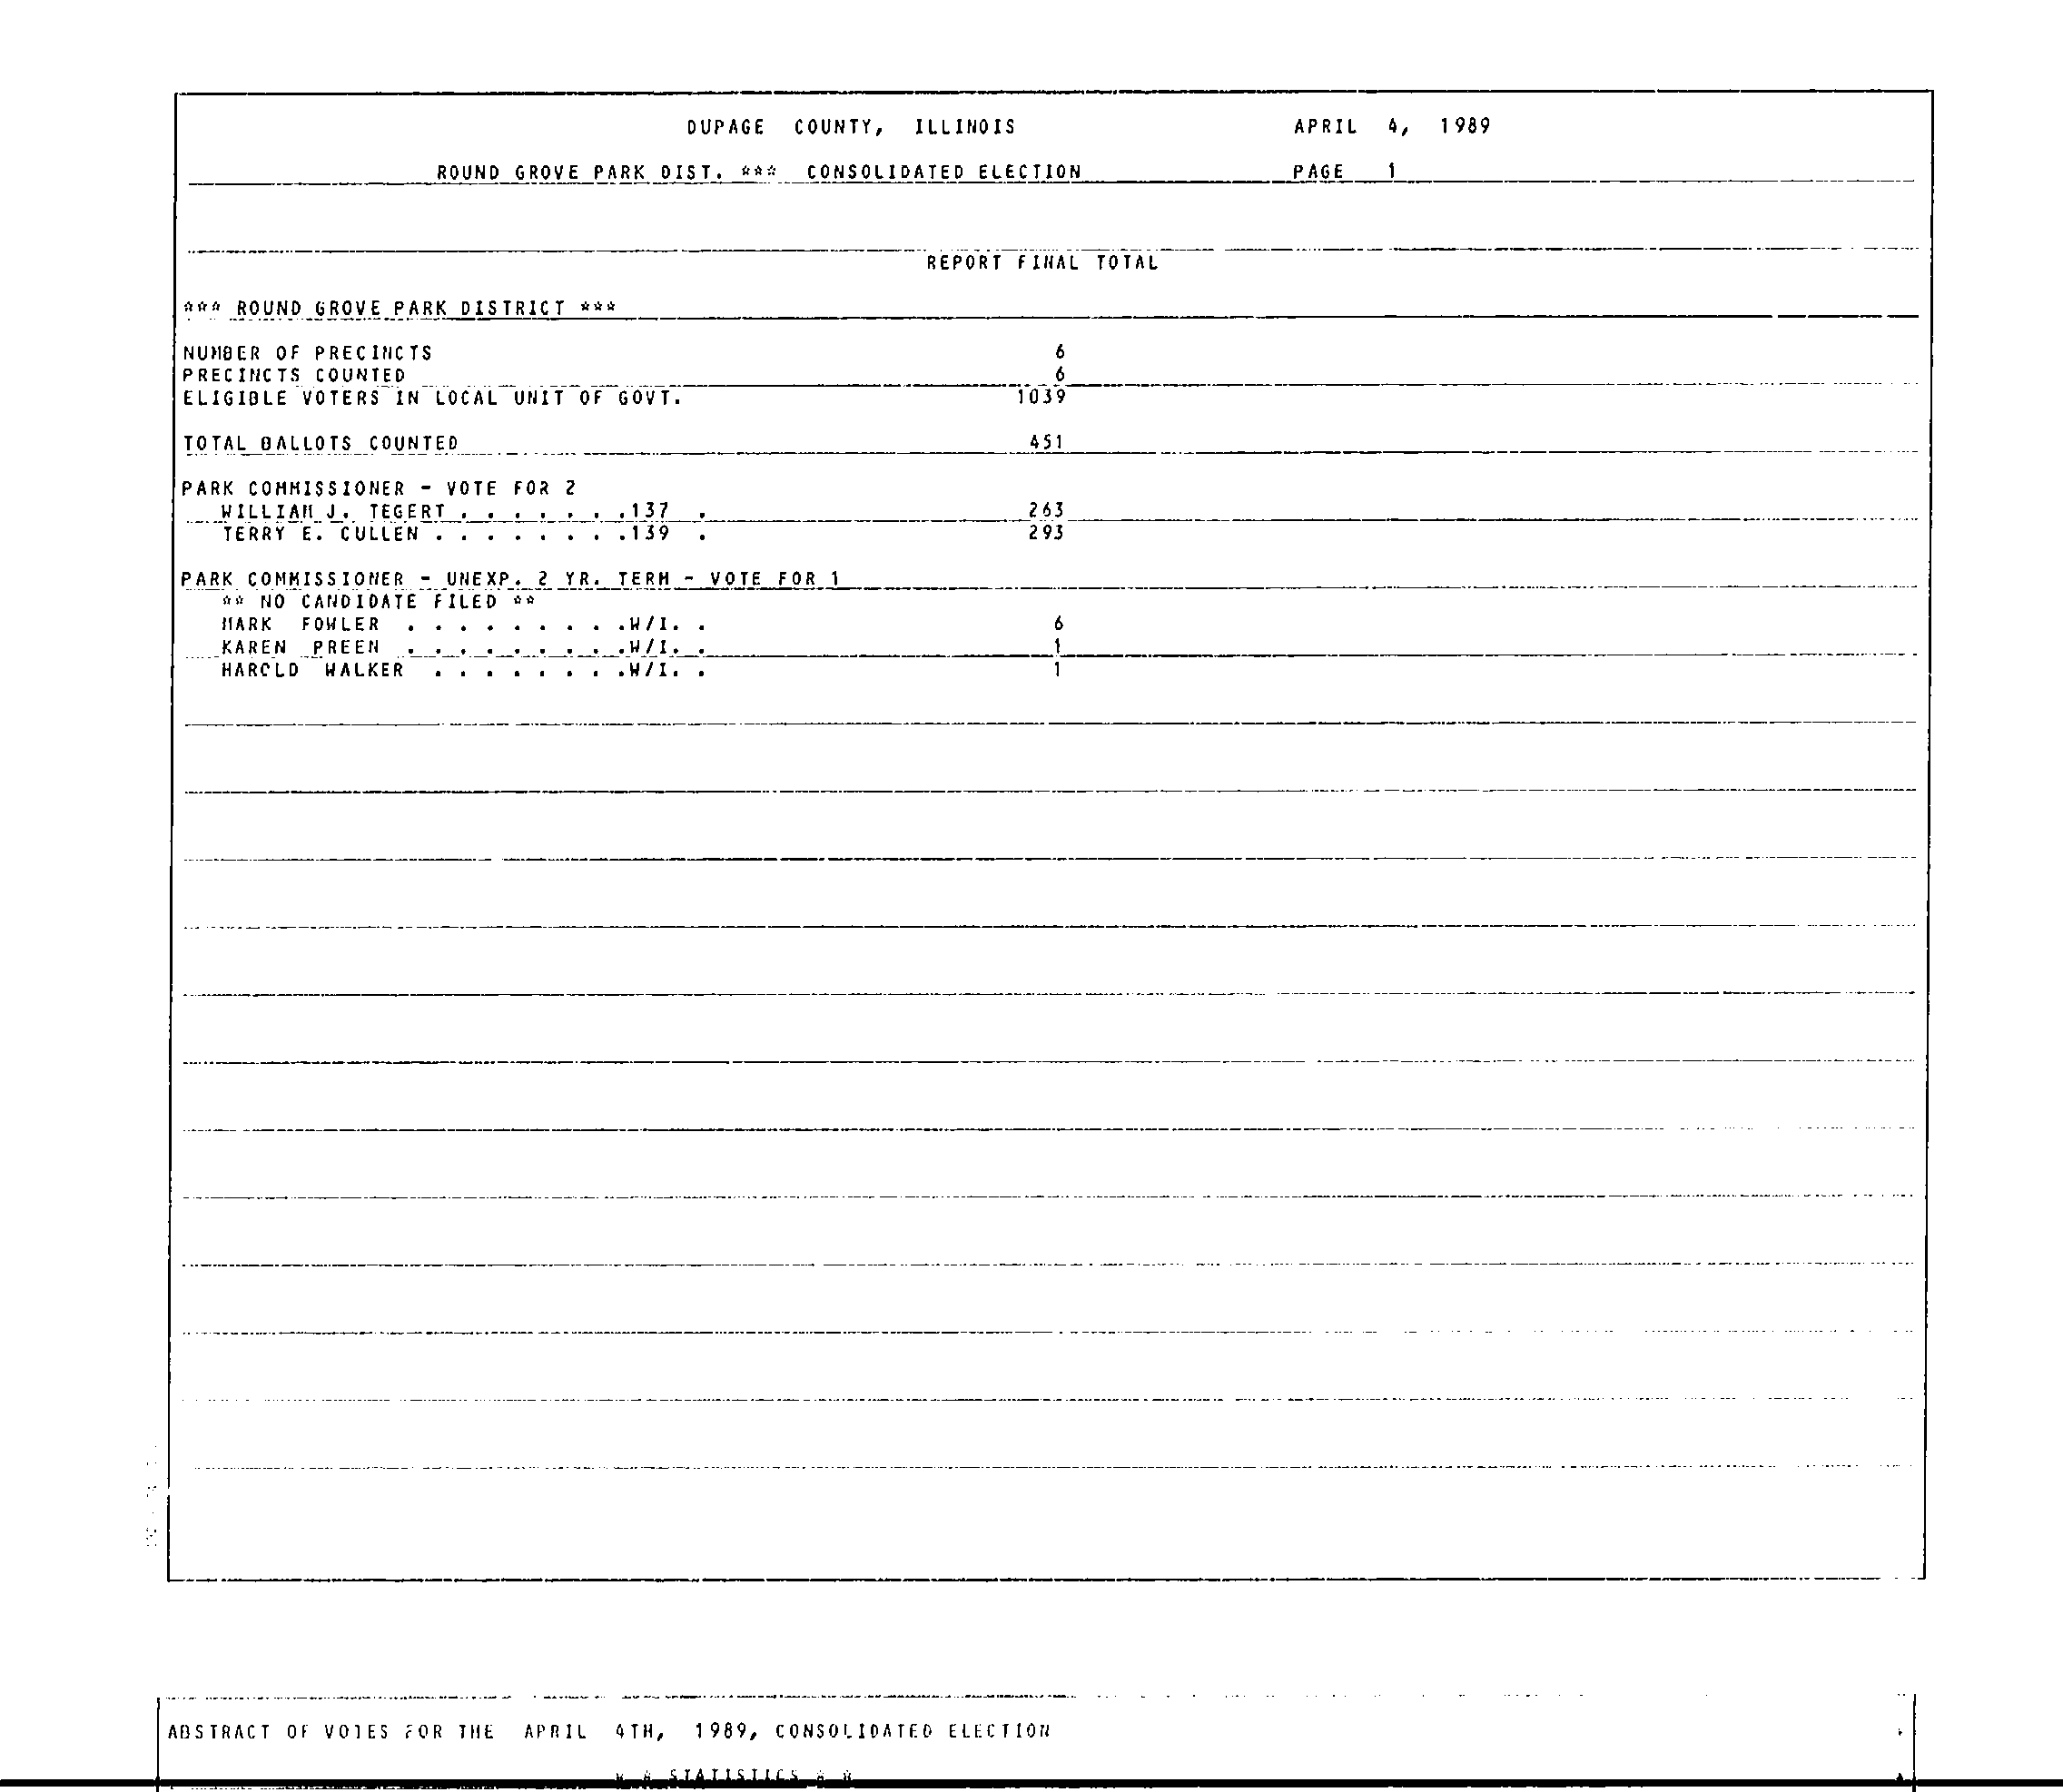 DUPAGE COUNTY, ILLINOIS APRIL 4, 1989
ROUND GROVE PARK DIST. *** CONSOLIDATED ELECTION PAGE 1
REPORT FINAL TOTAL
*** ROUND GROVE PARK DISTRICT ***
NUMBER OF PRECINCTS 6
PRECINCTS COUNTED 6
ELIGIBLE VOTERS IN LOCAL UNIT OF GOVT. 1039
TOTAL BALLOTS COUNTED 451
PARK COMMISSIONER - VOTE FOR 2
WILLIAM J. TEGERT . . . . . . .137 . 263
TERRY E. CULLEN . . . . . . . .139 . 293
PARK COMMISSIONER - UNEXP. 2 YR. TERM - VOTE FOR 1
** NO CANDIDATE FILED **
MARK FOWLER . . . . . . . . .W/I. . 6
KAREN PREEN . . . . . . . . .W/I. . 1
HAROLD WALKER . . . . . . . .W/I. . 1
ABSTRACT OF VOTES FOR THE APRIL 4TH, 1989, CONSOLIDATED ELECTION
* * STATISTICS * *